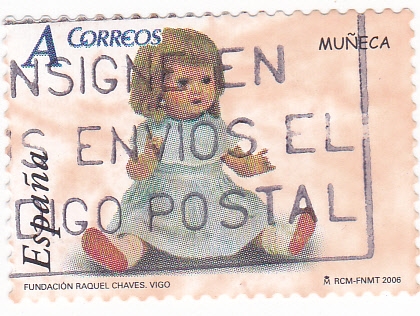 A CORREOS
MUÑECA
NSIGNE EN
ENVIOS EL
DIGO POSTAL
España
FUNDACIÓN RAQUEL CHAVES. VIGO
RCM-FNMT 2006